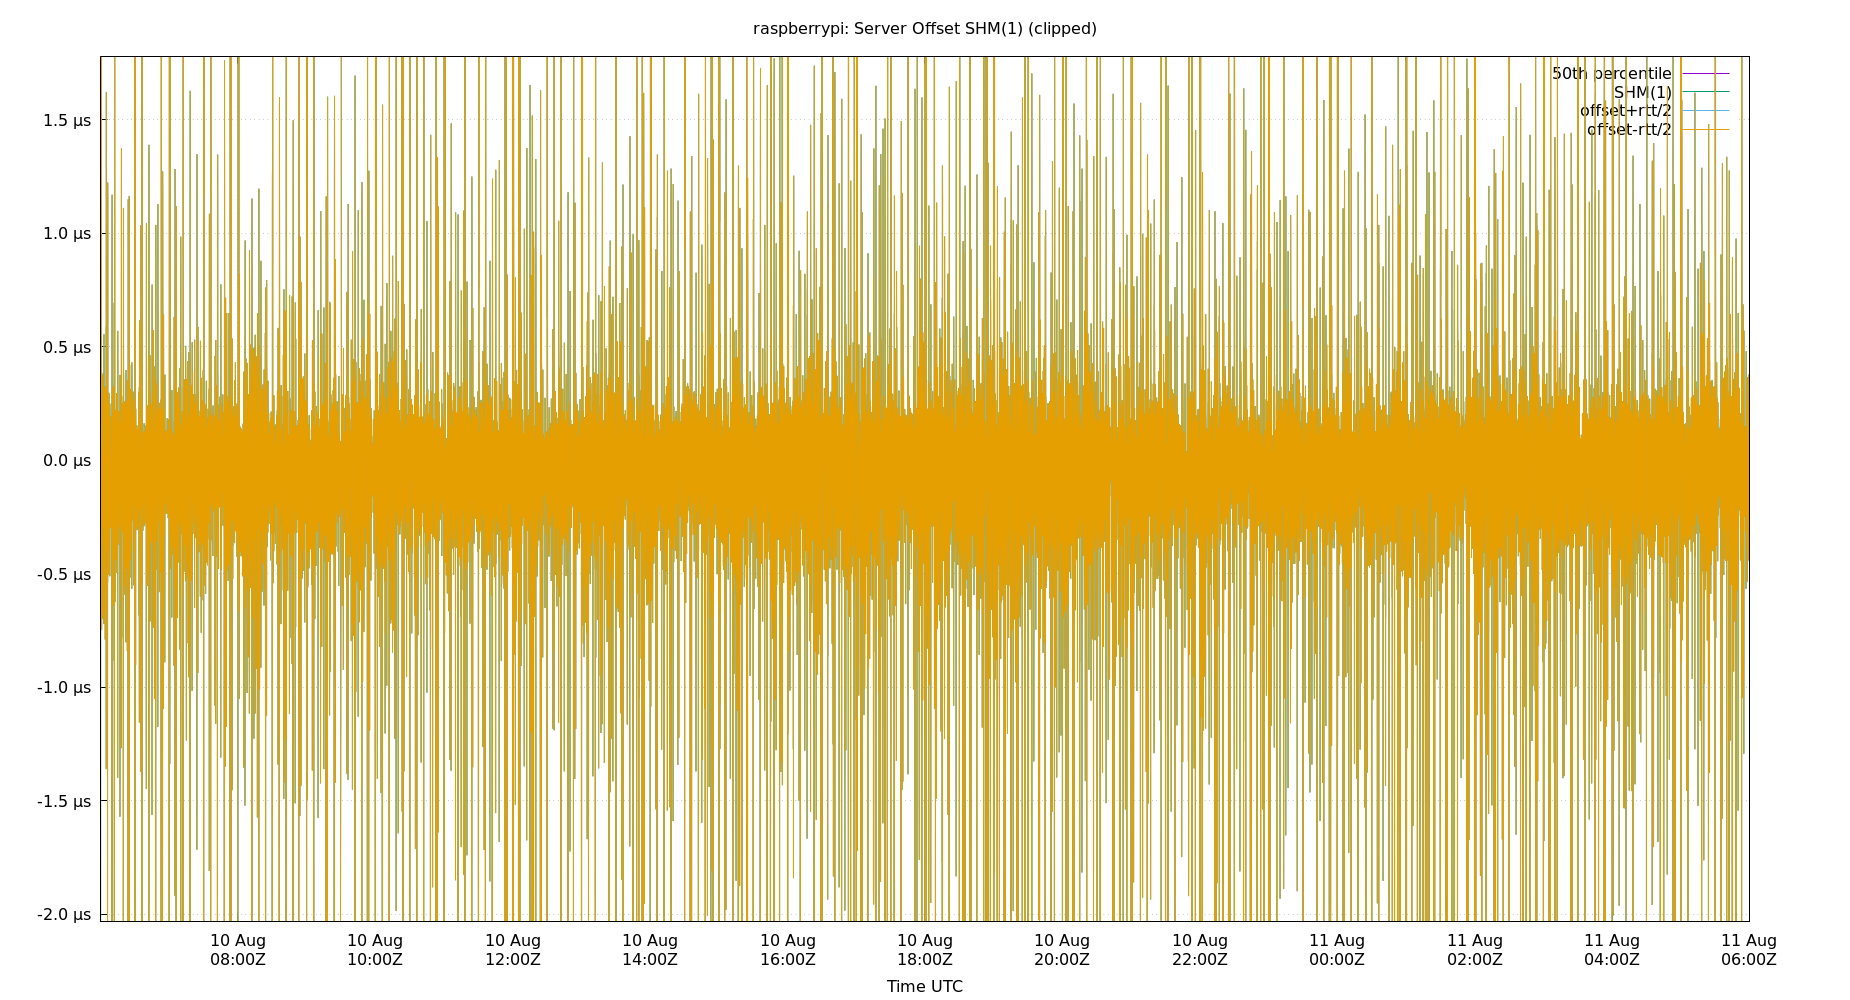 raspberrypi: Server Offset SHM(1) (clipped)
50th percentile
SHM(1)
offset+rtt/2
offset-rtt/2
1.5 µs
1.0 µs
0.5 µs
0.0 µs
-0.5 µs
-1.0 µs
-1.5 µs
-2.0 µs
10 Aug 10 Aug 10 Aug 10 Aug 10 Aug 10 Aug 10 Aug 10 Aug 11 Aug 11 Aug 11 Aug 11 Aug
08:00Z 10:00Z 12:00Z 14:00Z 16:00Z 18:00Z 20:00Z 22:00Z 00:00Z 02:00Z 04:00Z 06:00Z
Time UTC